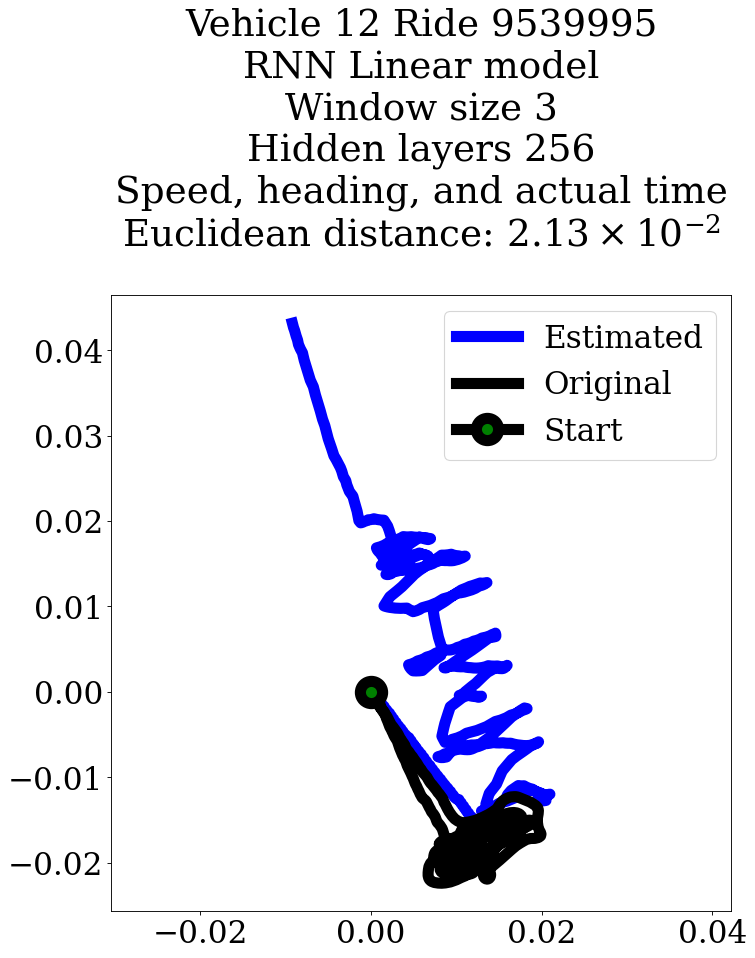 Vehicle 12 Ride 9539995
RNN Linear model
Window size 3
Hidden layers 256
Speed, heading, and actual time
Euclidean distance: 2.13 × 10⁻²
Estimated
Original
Start
0.04
0.03
0.02
0.01
0.00
−0.01
−0.02
−0.02 0.00 0.02 0.04